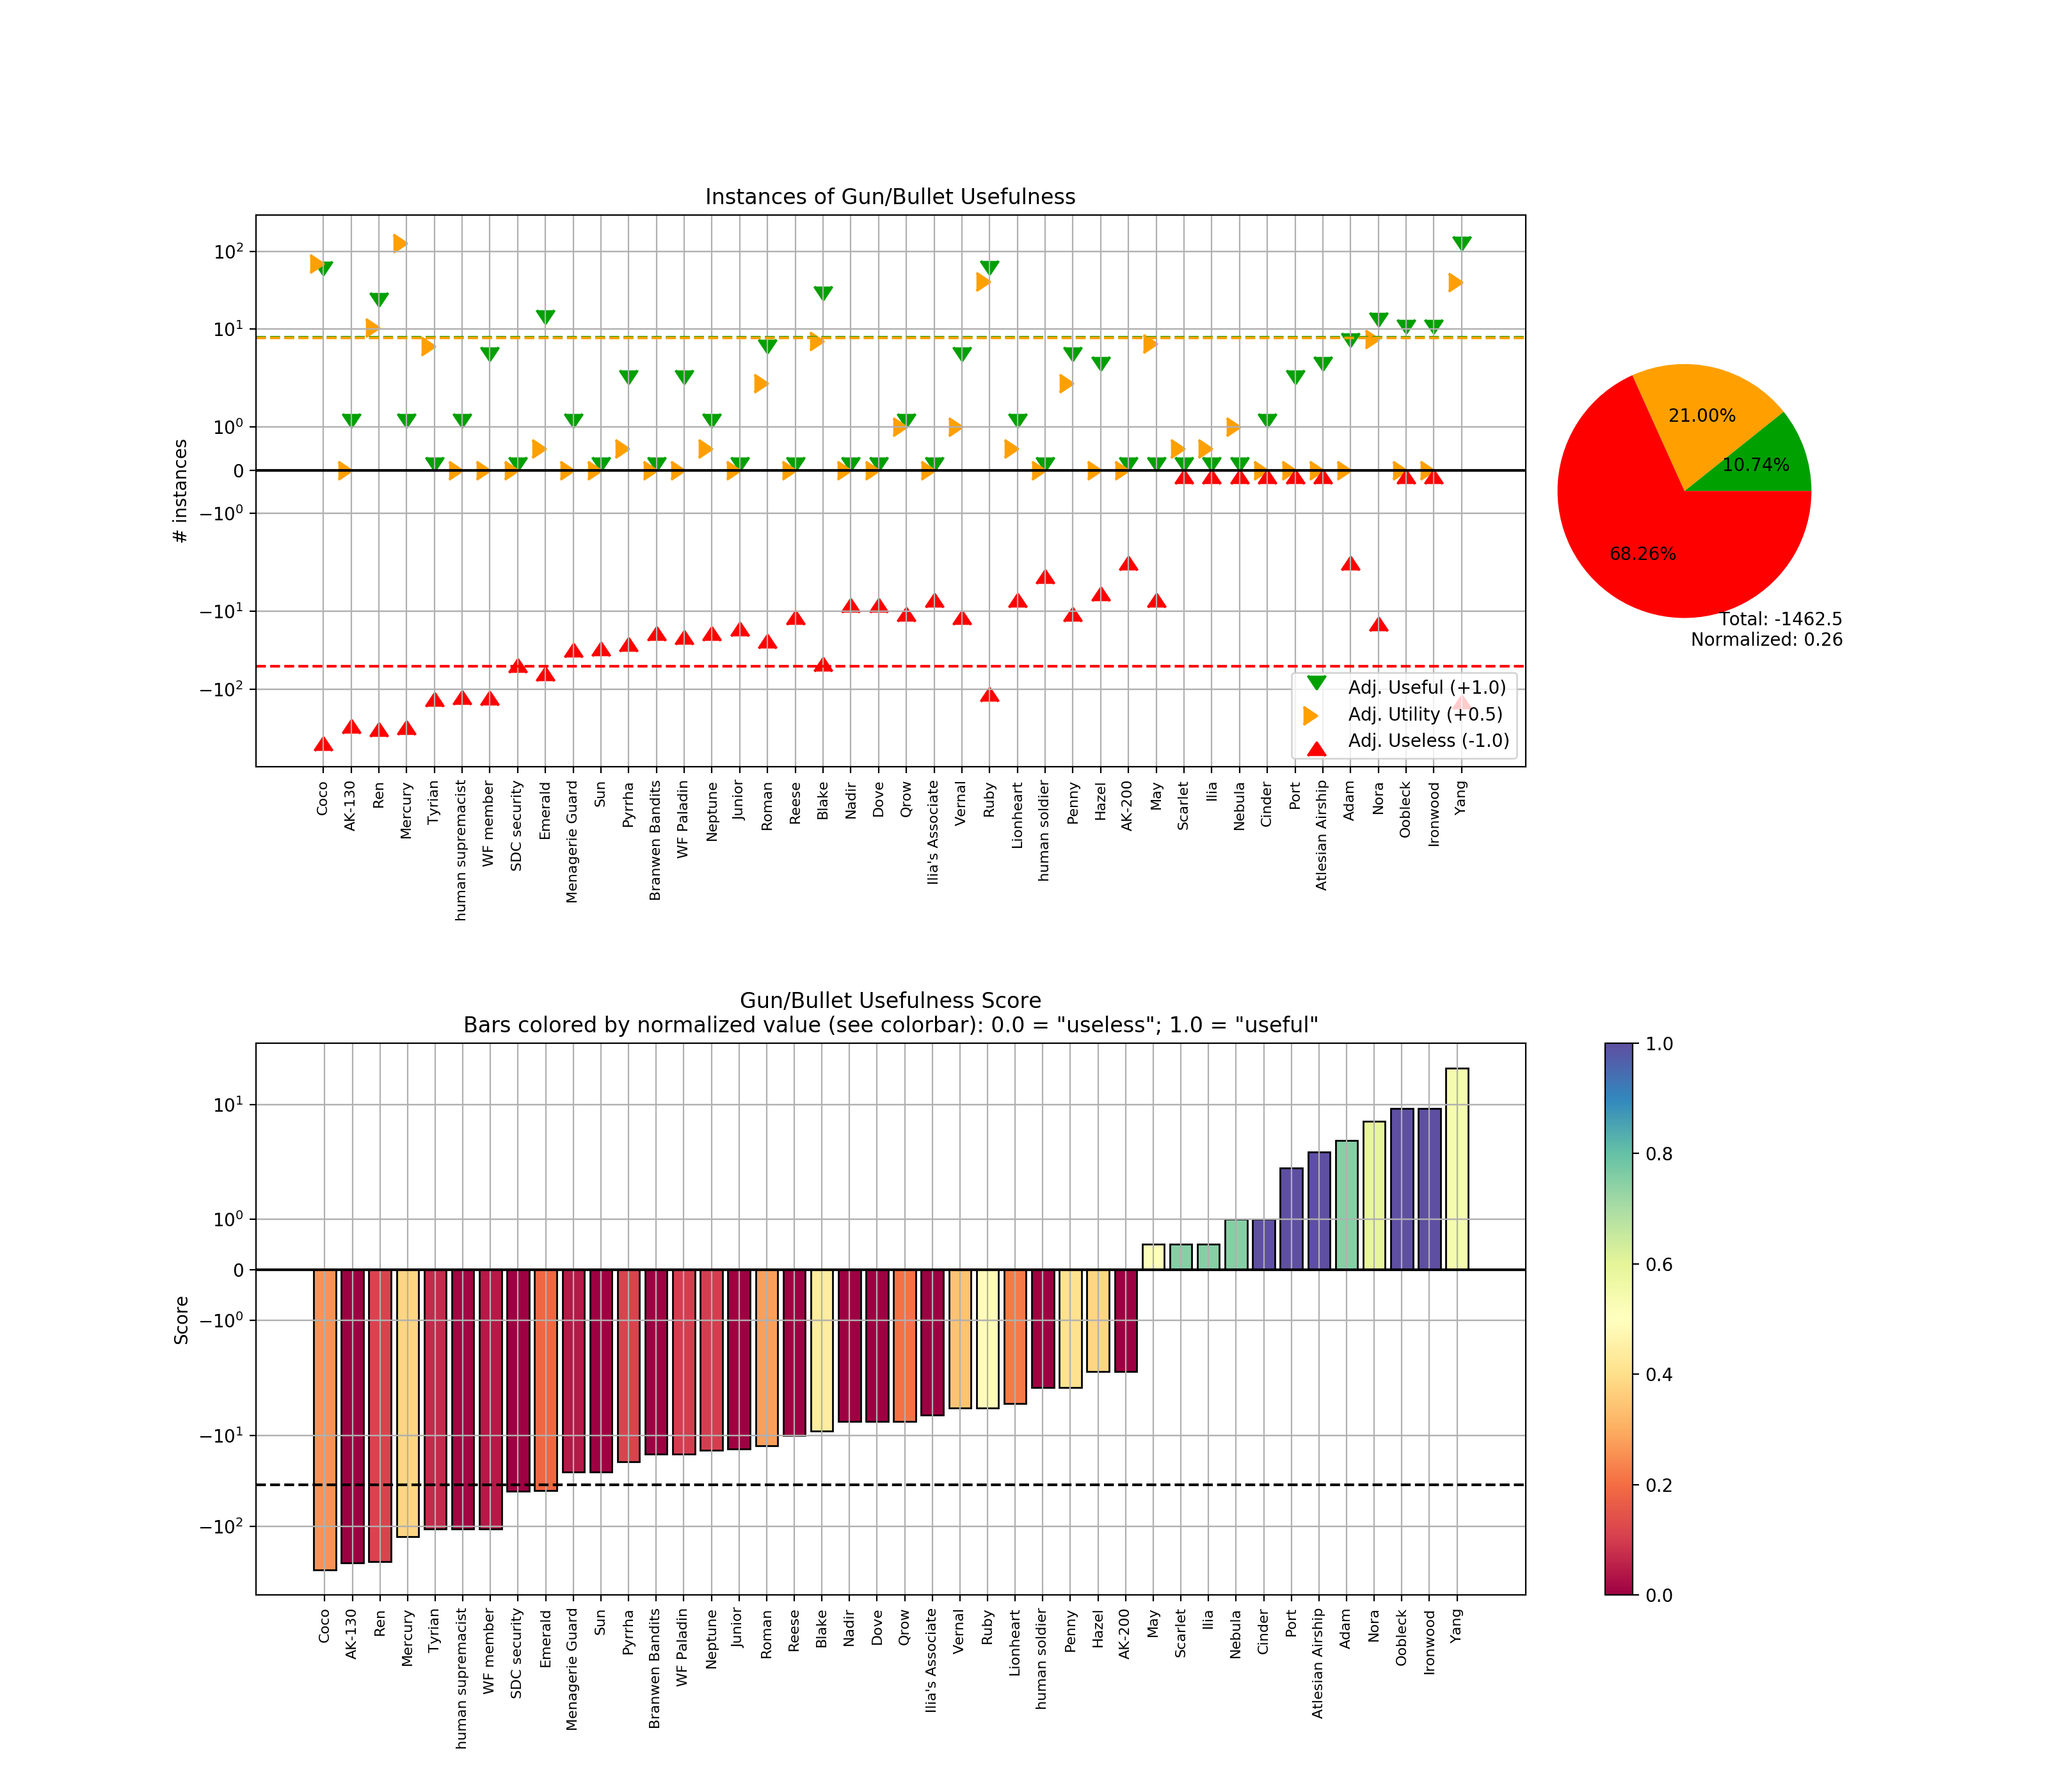 Instances of Gun/Bullet Usefulness
# instances
10²
10¹
10⁰
0
−10⁰
−10¹
−10²
Adj. Useful (+1.0)
Adj. Utility (+0.5)
Adj. Useless (-1.0)
Coco
AK-130
Ren
Mercury
Tyrian
human supremacist
WF member
SDC security
Emerald
Menagerie Guard
Sun
Pyrrha
Branwen Bandits
WF Paladin
Neptune
Junior
Roman
Reese
Blake
Nadir
Dove
Qrow
Ilia's Associate
Vernal
Ruby
Lionheart
human soldier
Penny
Hazel
AK-200
May
Scarlet
Ilia
Nebula
Cinder
Port
Atlesian Airship
Adam
Nora
Oobleck
Ironwood
Yang
21.00%
10.74%
68.26%
Total: -1462.5
Normalized: 0.26
Gun/Bullet Usefulness Score
Bars colored by normalized value (see colorbar): 0.0 = "useless"; 1.0 = "useful"
Score
10¹
10⁰
0
−10⁰
−10¹
−10²
Coco
AK-130
Ren
Mercury
Tyrian
human supremacist
WF member
SDC security
Emerald
Menagerie Guard
Sun
Pyrrha
Branwen Bandits
WF Paladin
Neptune
Junior
Roman
Reese
Blake
Nadir
Dove
Qrow
Ilia's Associate
Vernal
Ruby
Lionheart
human soldier
Penny
Hazel
AK-200
May
Scarlet
Ilia
Nebula
Cinder
Port
Atlesian Airship
Adam
Nora
Oobleck
Ironwood
Yang
1.0
0.8
0.6
0.4
0.2
0.0